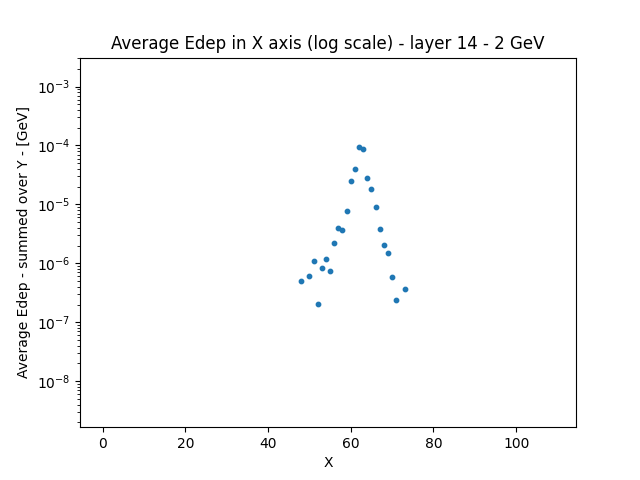 Average Edep in X axis (log scale) - layer 14 - 2 GeV
Average Edep - summed over Y - [GeV]
10⁻³
10⁻⁴
10⁻⁵
10⁻⁶
10⁻⁷
10⁻⁸
0 20 40 60 80 100
X